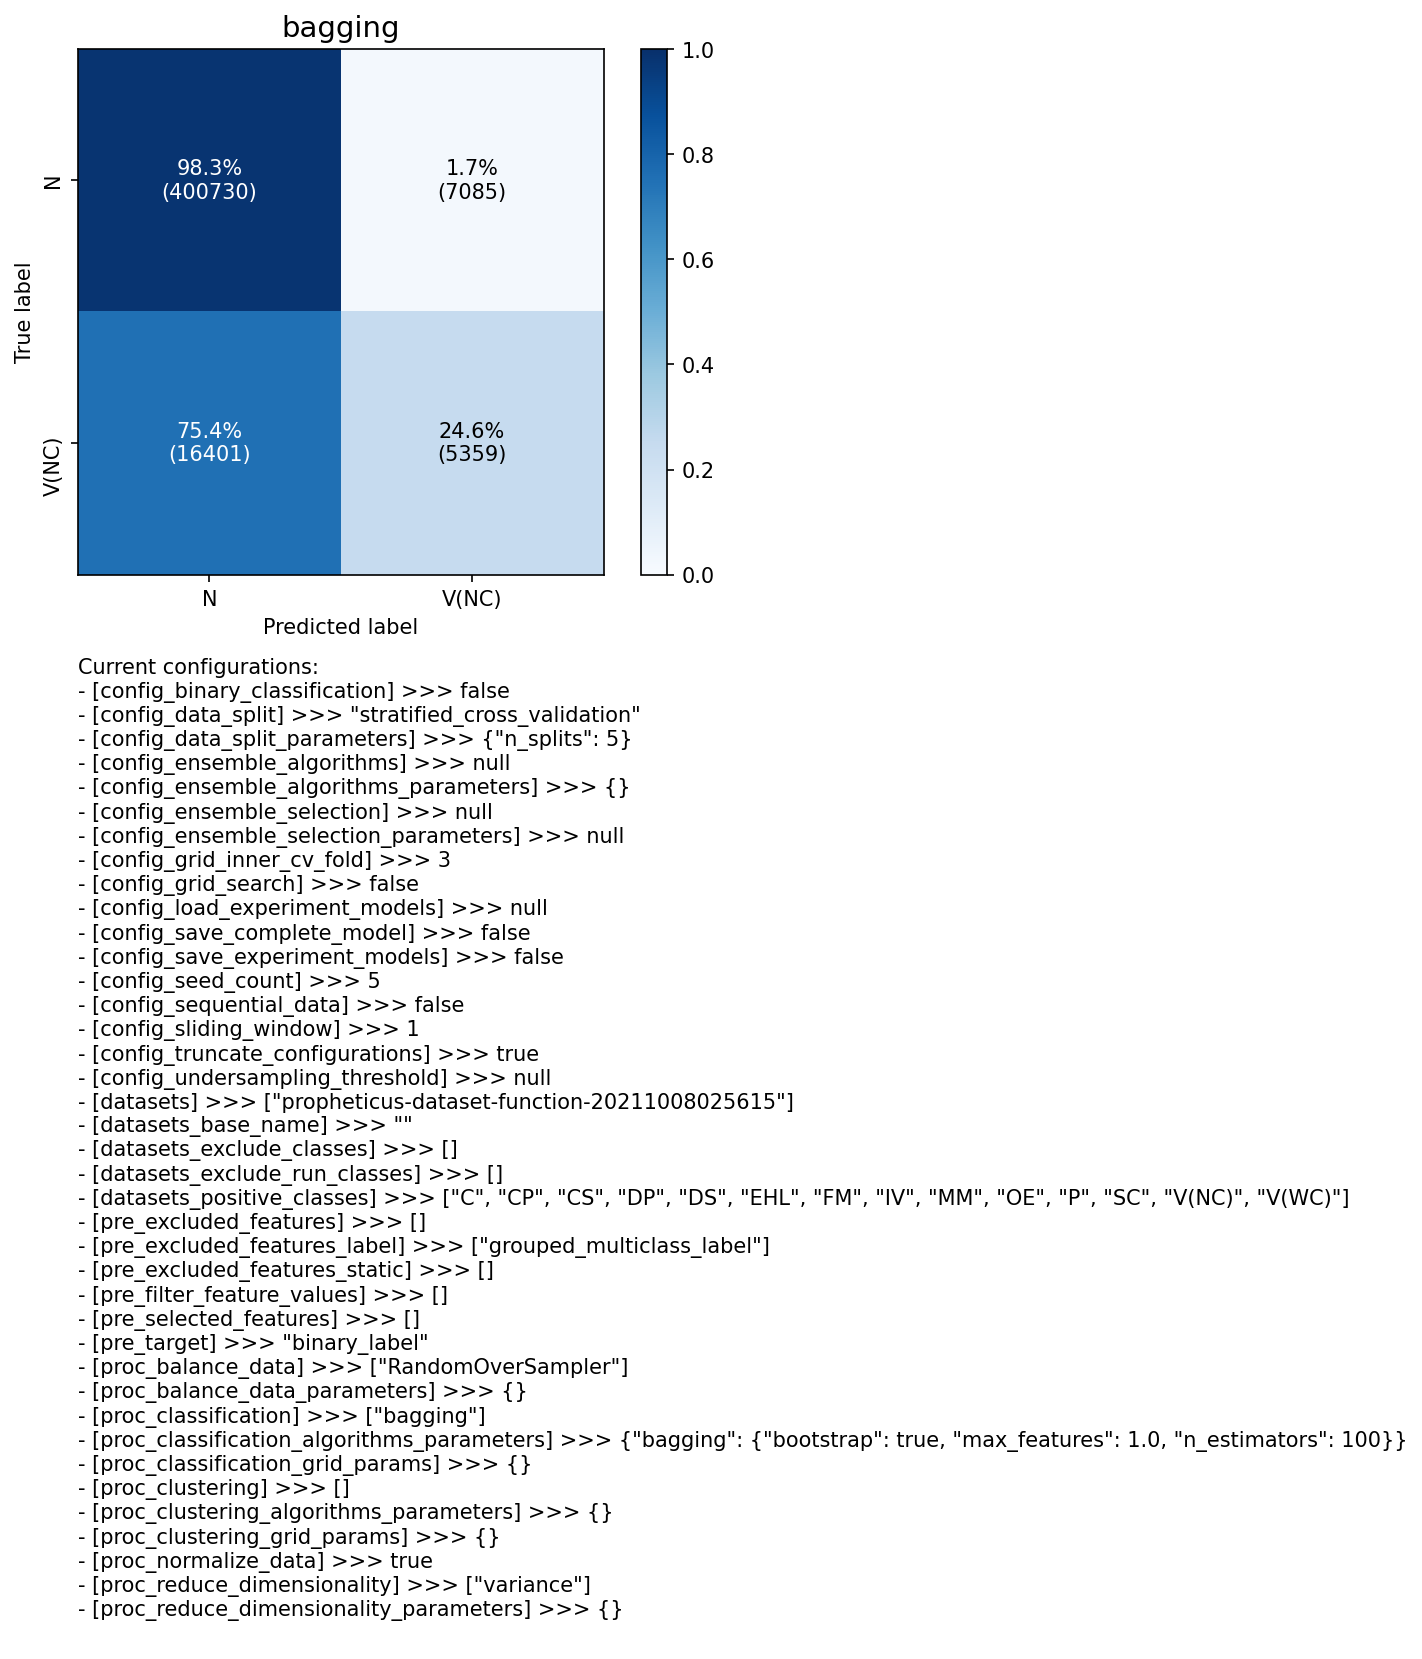 bagging
98.3%
(400730)
1.7%
(7085)
75.4%
(16401)
24.6%
(5359)
N
V(NC)
True label
N
V(NC)
Predicted label
1.0
0.8
0.6
0.4
0.2
0.0
Current configurations:
- [config_binary_classification] >>> false
- [config_data_split] >>> "stratified_cross_validation"
- [config_data_split_parameters] >>> {"n_splits": 5}
- [config_ensemble_algorithms] >>> null
- [config_ensemble_algorithms_parameters] >>> {}
- [config_ensemble_selection] >>> null
- [config_ensemble_selection_parameters] >>> null
- [config_grid_inner_cv_fold] >>> 3
- [config_grid_search] >>> false
- [config_load_experiment_models] >>> null
- [config_save_complete_model] >>> false
- [config_save_experiment_models] >>> false
- [config_seed_count] >>> 5
- [config_sequential_data] >>> false
- [config_sliding_window] >>> 1
- [config_truncate_configurations] >>> true
- [config_undersampling_threshold] >>> null
- [datasets] >>> ["propheticus-dataset-function-20211008025615"]
- [datasets_base_name] >>> ""
- [datasets_exclude_classes] >>> []
- [datasets_exclude_run_classes] >>> []
- [datasets_positive_classes] >>> ["C", "CP", "CS", "DP", "DS", "EHL", "FM", "IV", "MM", "OE", "P", "SC", "V(NC)", "V(WC)"]
- [pre_excluded_features] >>> []
- [pre_excluded_features_label] >>> ["grouped_multiclass_label"]
- [pre_excluded_features_static] >>> []
- [pre_filter_feature_values] >>> []
- [pre_selected_features] >>> []
- [pre_target] >>> "binary_label"
- [proc_balance_data] >>> ["RandomOverSampler"]
- [proc_balance_data_parameters] >>> {}
- [proc_classification] >>> ["bagging"]
- [proc_classification_algorithms_parameters] >>> {"bagging": {"bootstrap": true, "max_features": 1.0, "n_estimators": 100}}
- [proc_classification_grid_params] >>> {}
- [proc_clustering] >>> []
- [proc_clustering_algorithms_parameters] >>> {}
- [proc_clustering_grid_params] >>> {}
- [proc_normalize_data] >>> true
- [proc_reduce_dimensionality] >>> ["variance"]
- [proc_reduce_dimensionality_parameters] >>> {}